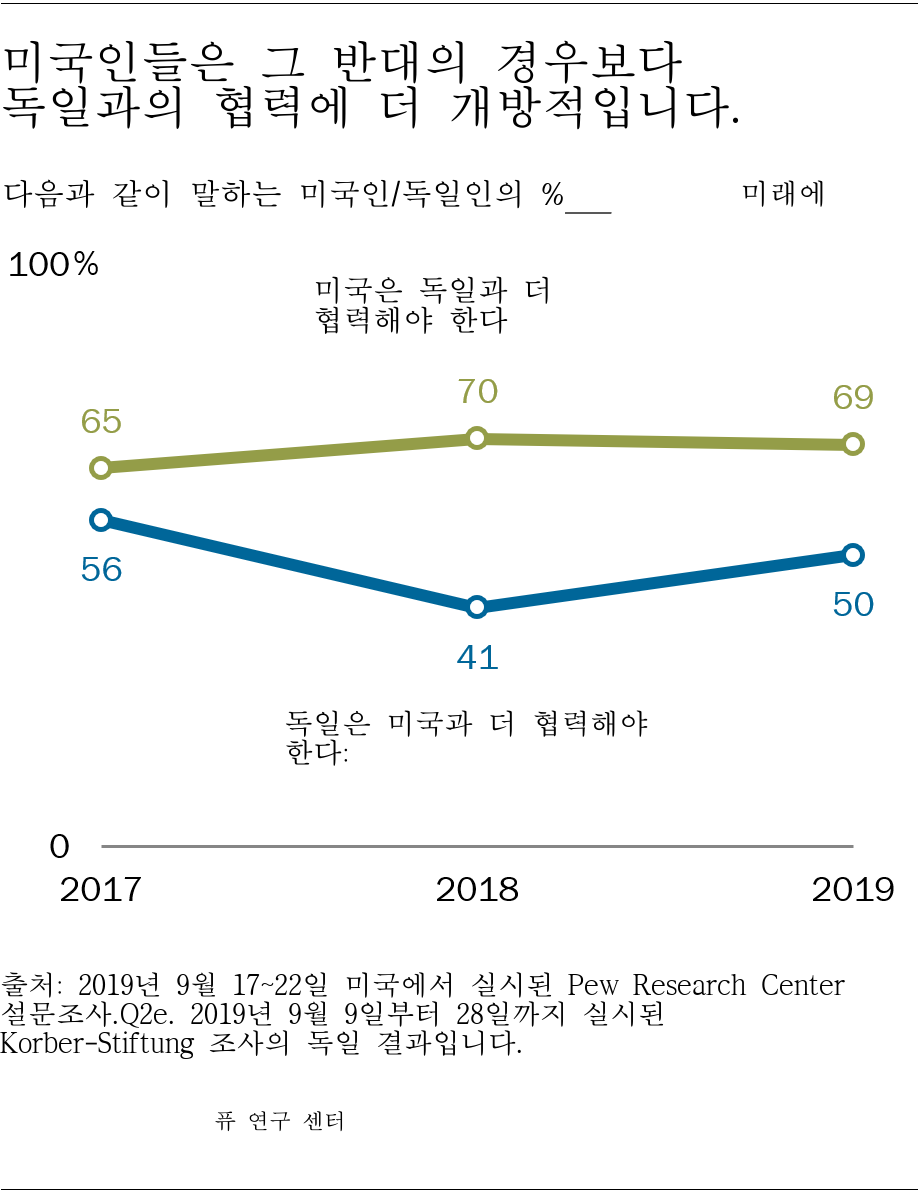 미국인들은 그 반대의 경우보다
독일과의 협력에 더 개방적입니다.
다음과 같이 말하는 미국인/독일인의 %___ 미래에
100%
미국은 독일과 더
협력해야 한다
65
70
69
56
41
50
독일은 미국과 더 협력해야
한다:
0
2017 2018 2019
출처: 2019년 9월 17~22일 미국에서 실시된 Pew Research Center
설문조사.Q2e. 2019년 9월 9일부터 28일까지 실시된
Korber-Stiftung 조사의 독일 결과입니다.
퓨 연구 센터